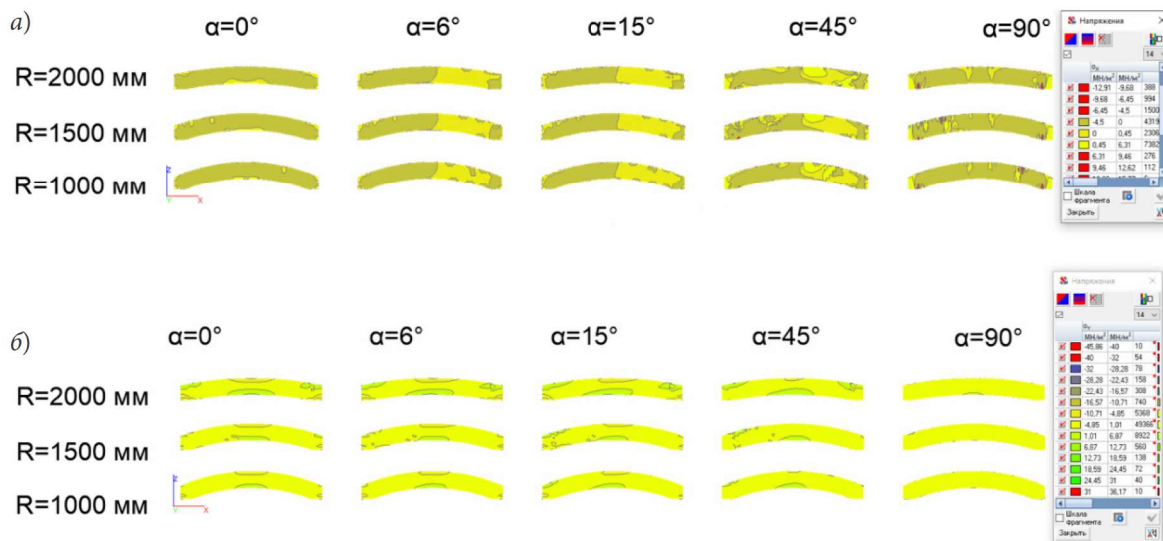 а)
α=0° α=6° α=15° α=45° α=90°
R=2000 мм
R=1500 мм
R=1000 мм
Z
Y X
Напряжения
14
МН/м² МН/м²
-12,91 -9,68 388
-9,68 -6,45 994
-6,45 -4,5 1500
-4,5 0 4319
0 0,45 2306
0,45 6,31 7382
6,31 9,46 276
9,46 12,62 112
Шкала
фрагмента
Закрыть
б)
α=0° α=6° α=15° α=45° α=90°
R=2000 мм
R=1500 мм
R=1000 мм
Z
Y X
Напряжения
14
МН/м² МН/м²
-45,86 -40 10
-40 -32 54
-32 -28,28 78
-28,28 -22,43 158
-22,43 -16,57 308
-16,57 -10,71 740
-10,71 -4,85 5368
-4,85 1,01 49366
1,01 6,87 8922
6,87 12,73 560
12,73 18,59 138
18,59 24,45 72
24,45 31 40
31 36,17 10
Шкала
фрагмента
Закрыть